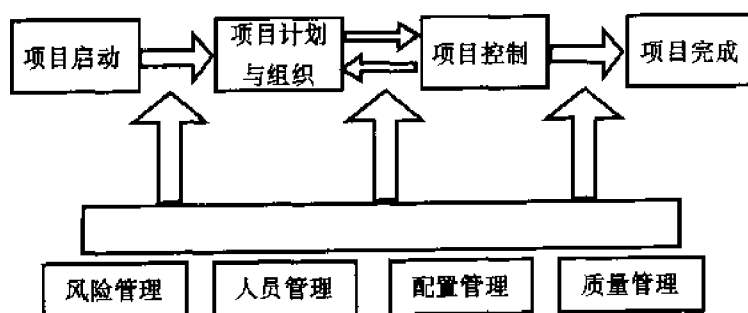 项目启动
项目计划
与组织
项目控制
项目完成
风险管理
人员管理
配置管理
质量管理